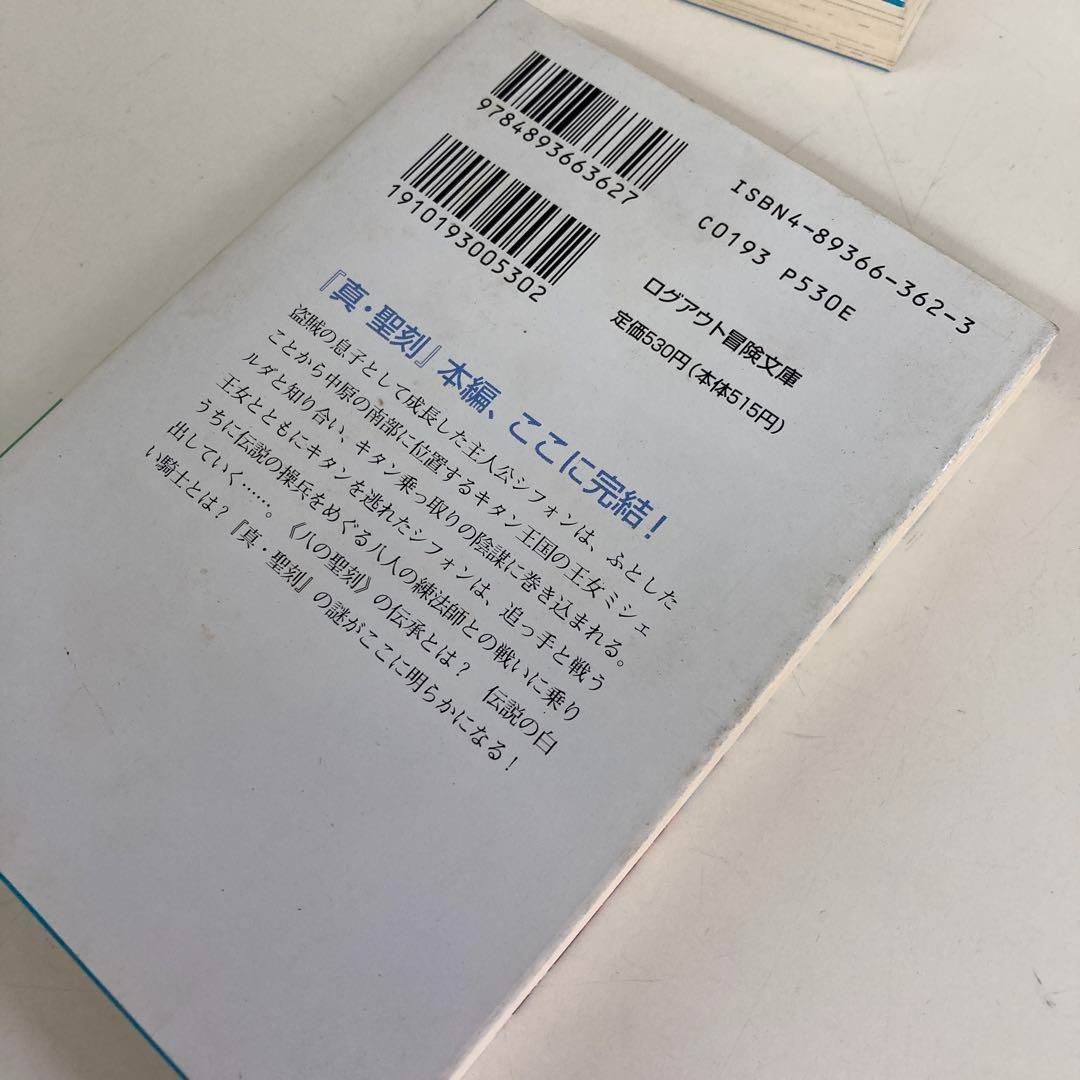 9784893663627
1910193005302
ISBN4-89366-362-3
C0193 P530E
ログアウト冒険文庫
定価530円(本体515円)
『真・聖刻』本編、ここに完結!
盗賊の息子として成長した主人公シフォンは、ふとした
ことから中原の南部に位置するキタン王国の王女ミシェ
ルダと知り合い、キタン乗っ取りの陰謀に巻き込まれる。
王女とともにキタンを逃れたシフォンは、追っ手と戦う
うちに伝説の操兵をめぐる八人の練法師との戦いに乗り
出していく……。《八の聖刻》の伝承とは? 伝説の白
い騎士とは?『真・聖刻』の謎がここに明らかになる!